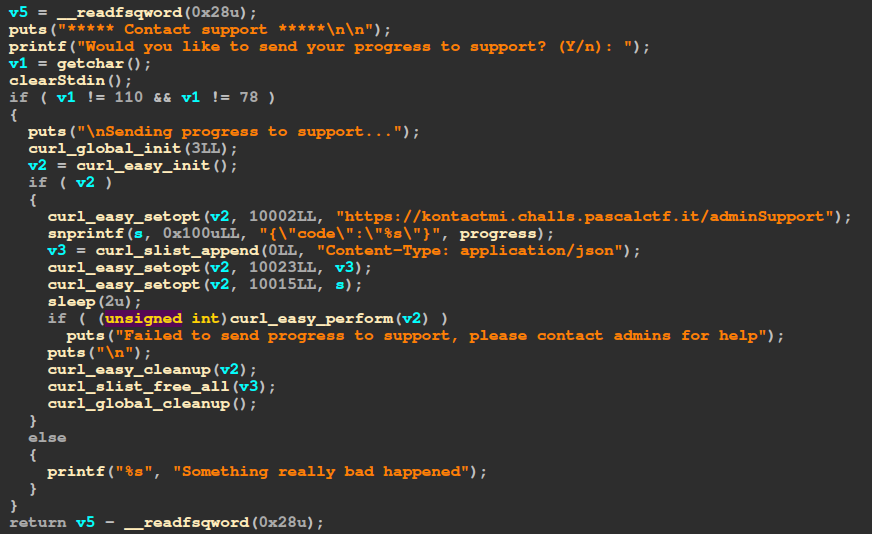 v5 = __readfsqword(0x28u);
puts("***** Contact support *****\n\n");
printf("Would you like to send your progress to support? (Y/n): ");
v1 = getchar();
clearStdin();
if ( v1 != 110 && v1 != 78 )
{
  puts("\nSending progress to support...");
  curl_global_init(3LL);
  v2 = curl_easy_init();
  if ( v2 )
  {
    curl_easy_setopt(v2, 10002LL, "https://kontactmi.challs.pascalctf.it/adminSupport");
    snprintf(s, 0x100uLL, "{\"code\":\"%s\"}", progress);
    v3 = curl_slist_append(0LL, "Content-Type: application/json");
    curl_easy_setopt(v2, 10023LL, v3);
    curl_easy_setopt(v2, 10015LL, s);
    sleep(2u);
    if ( (unsigned int)curl_easy_perform(v2) )
      puts("Failed to send progress to support, please contact admins for help");
    puts("\n");
    curl_easy_cleanup(v2);
    curl_slist_free_all(v3);
    curl_global_cleanup();
  }
  else
  {
    printf("%s", "Something really bad happened");
  }
}
return v5 - __readfsqword(0x28u);